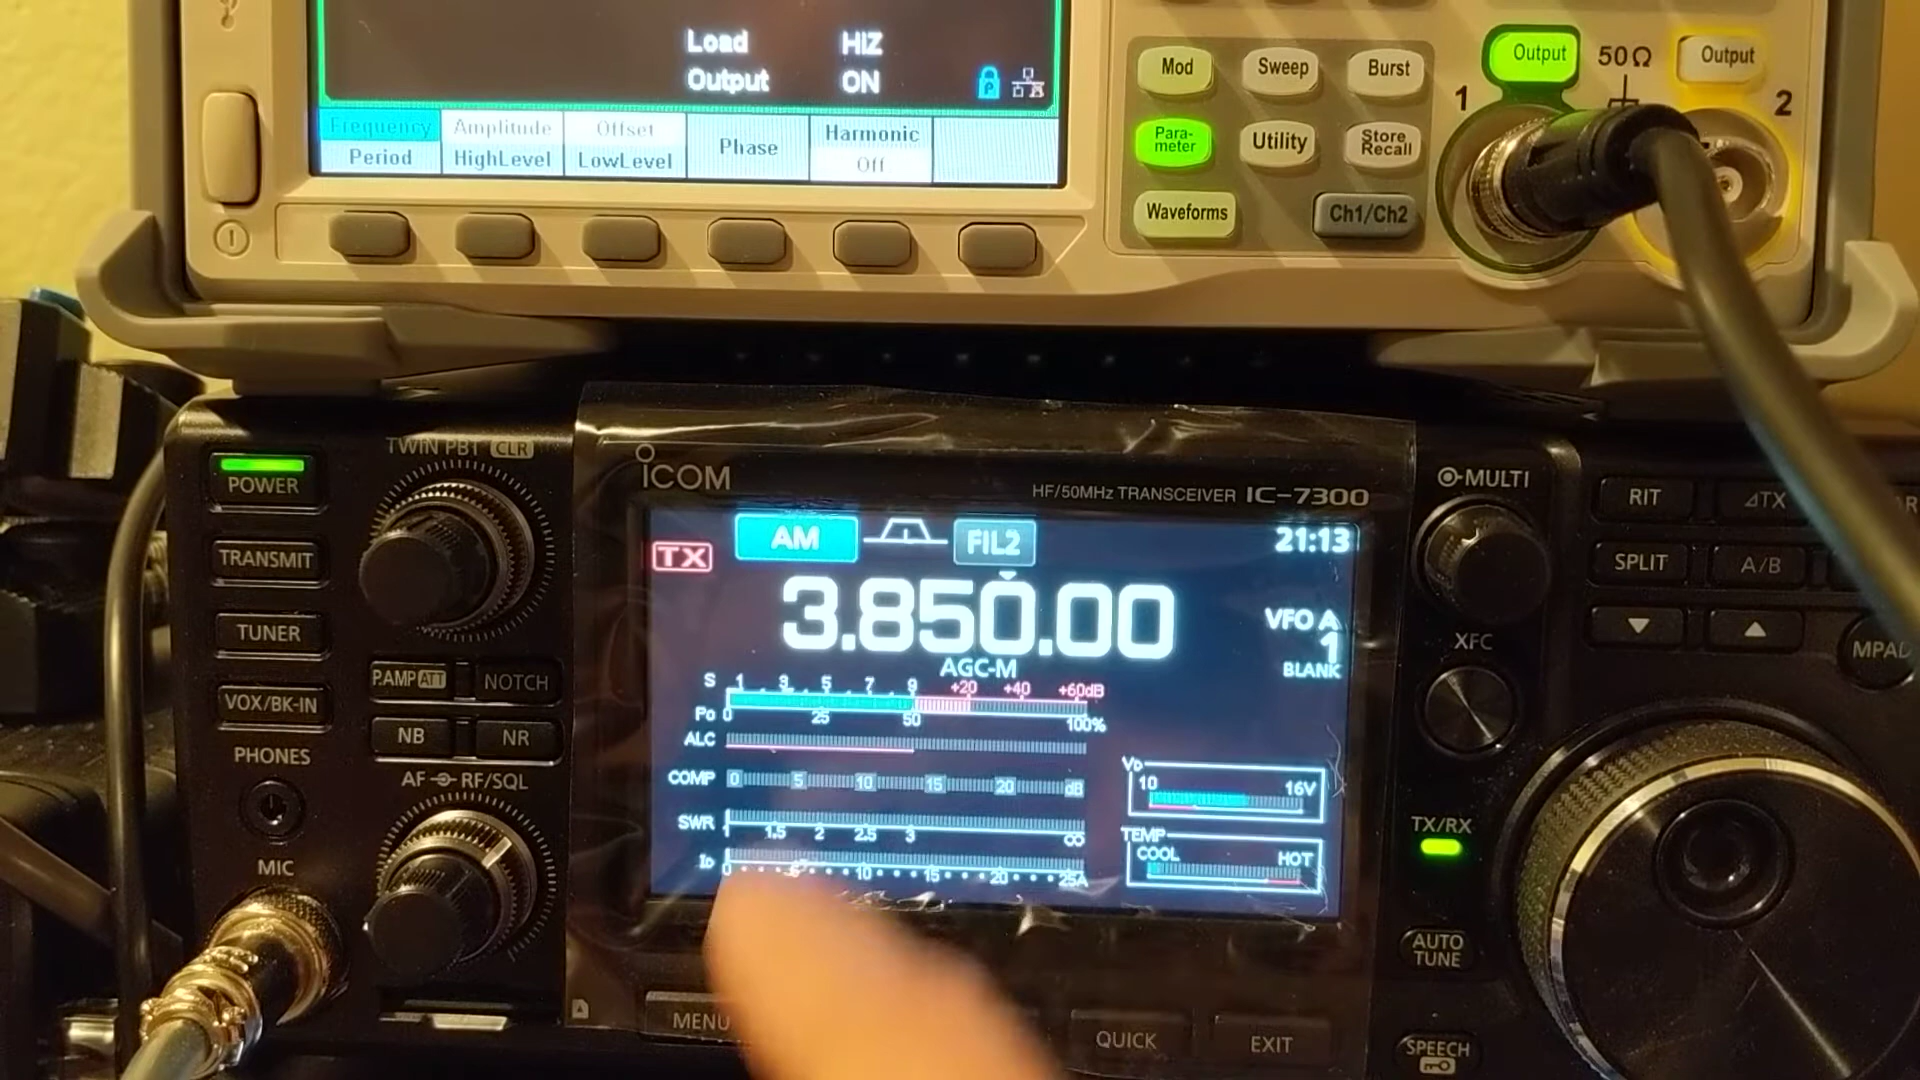 Load HIZ
Output ON
Frequency Amplitude Offset Phase Harmonic
Period HighLevel LowLevel Off
Mod Sweep Burst
Para-
meter Utility Store
Recall
Waveforms Ch1/Ch2
Output 50Ω Output
1 2
TWIN PBT CLR
POWER
TRANSMIT
TUNER
VOX/BK-IN
P.AMP ATT NOTCH
NB NR
PHONES
AF RF/SQL
MIC
ICOM
HF/50MHz TRANSCEIVER IC-7300
TX AM FIL2 21:13
3.850.00
VFO A
1
BLANK
AGC-M
S 1 3 5 7 9 +20 +40 +60dB
Po 0 25 50 100%
ALC
COMP 0 5 10 15 20 dB
SWR 1 1.5 2 2.5 3 ∞
ID 0 5 10 15 20 25A
VD
10 16V
TEMP
COOL HOT
MENU QUICK EXIT
MULTI
RIT ⊿TX
SPLIT A/B
▼ ▲
XFC
MPAD
TX/RX
AUTO
TUNE
SPEECH